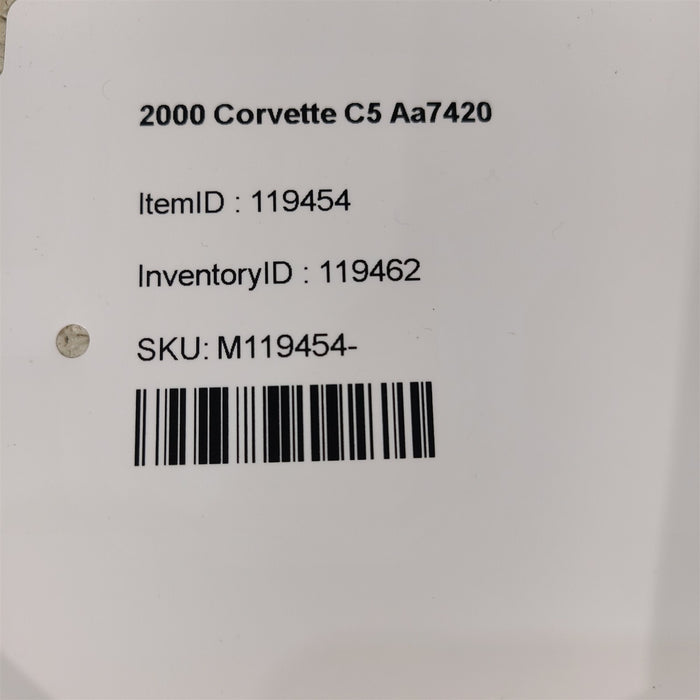 2000 Corvette C5 Aa7420
ItemID : 119454
InventoryID : 119462
SKU: M119454-